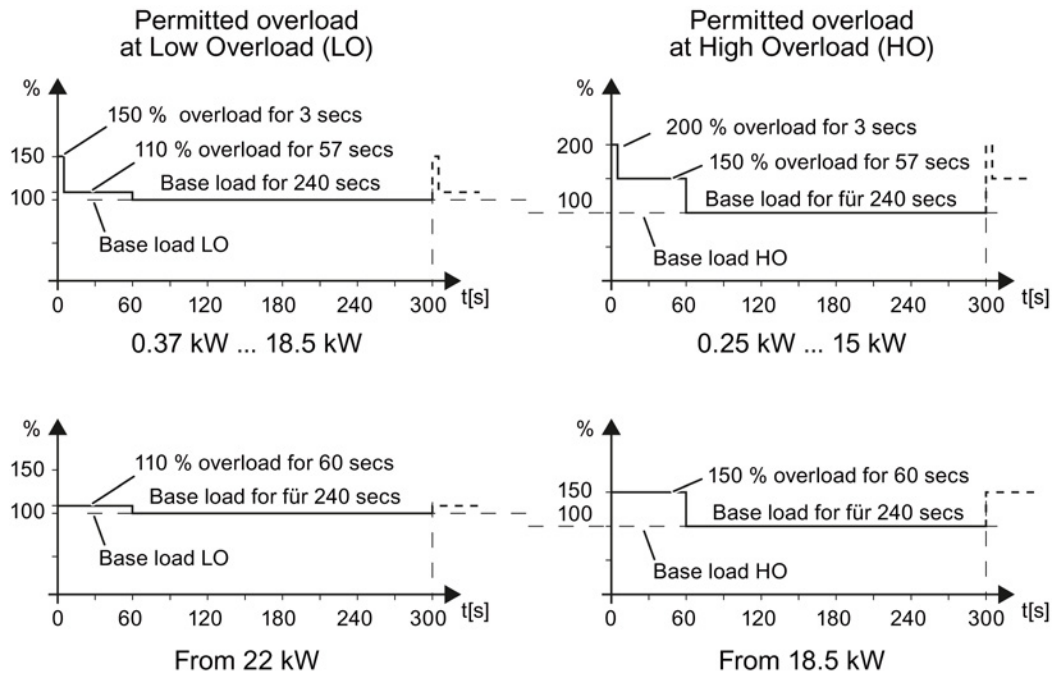 Permitted overload
at Low Overload (LO)
%
150 % overload for 3 secs
150
110 % overload for 57 secs
Base load for 240 secs
100
Base load LO
0 60 120 180 240 300 t[s]
0.37 kW ... 18.5 kW
Permitted overload
at High Overload (HO)
%
200
200 % overload for 3 secs
150 % overload for 57 secs
100
Base load for für 240 secs
Base load HO
0 60 120 180 240 300 t[s]
0.25 kW ... 15 kW
%
150
110 % overload for 60 secs
Base load for für 240 secs
100
Base load LO
0 60 120 180 240 300 t[s]
From 22 kW
%
150
150 % overload for 60 secs
100
Base load for für 240 secs
Base load HO
0 60 120 180 240 300 t[s]
From 18.5 kW